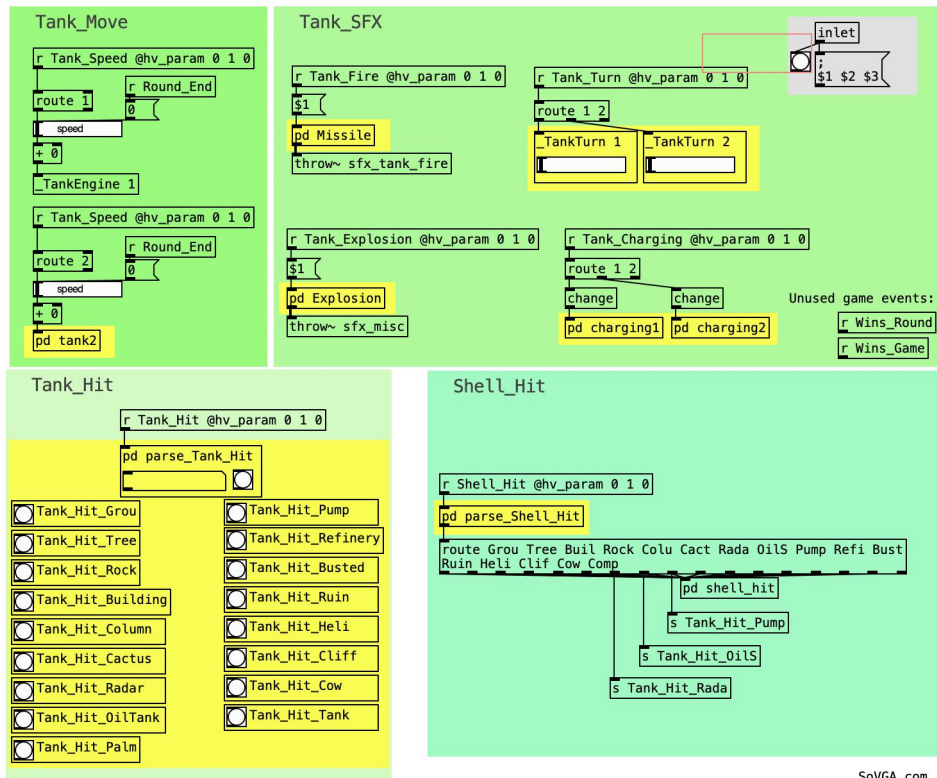 Tank_Move
r Tank_Speed @hv_param 0 1 0
r Round_End
route 1
0
speed
+ 0
_TankEngine 1
r Tank_Speed @hv_param 0 1 0
r Round_End
route 2
0
speed
+ 0
pd tank2
Tank_SFX
inlet
;
$1 $2 $3
r Tank_Fire @hv_param 0 1 0
$1
pd Missile
throw~ sfx_tank_fire
r Tank_Turn @hv_param 0 1 0
route 1 2
_TankTurn 1
_TankTurn 2
r Tank_Explosion @hv_param 0 1 0
$1
pd Explosion
throw~ sfx_misc
r Tank_Charging @hv_param 0 1 0
route 1 2
change
change
pd charging1
pd charging2
Unused game events:
r Wins_Round
r Wins_Game
Tank_Hit
r Tank_Hit @hv_param 0 1 0
pd parse_Tank_Hit
Tank_Hit_Grou
Tank_Hit_Tree
Tank_Hit_Rock
Tank_Hit_Building
Tank_Hit_Column
Tank_Hit_Cactus
Tank_Hit_Radar
Tank_Hit_OilTank
Tank_Hit_Palm
Tank_Hit_Pump
Tank_Hit_Refinery
Tank_Hit_Busted
Tank_Hit_Ruin
Tank_Hit_Heli
Tank_Hit_Cliff
Tank_Hit_Cow
Tank_Hit_Tank
Shell_Hit
r Shell_Hit @hv_param 0 1 0
pd parse_Shell_Hit
route Grou Tree Buil Rock Colu Cact Rada OilS Pump Refi Bust
Ruin Heli Clif Cow Comp
pd shell_hit
s Tank_Hit_Pump
s Tank_Hit_OilS
s Tank_Hit_Rada
SoVGA.com